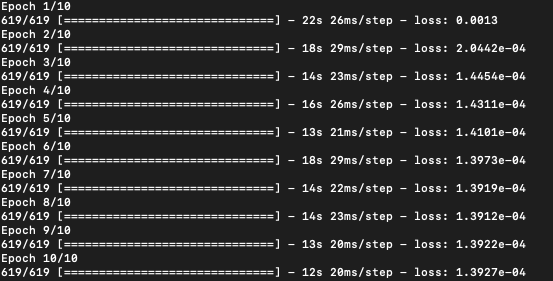 Epoch 1/10
619/619 [==============================] - 22s 26ms/step - loss: 0.0013
Epoch 2/10
619/619 [==============================] - 18s 29ms/step - loss: 2.0442e-04
Epoch 3/10
619/619 [==============================] - 14s 23ms/step - loss: 1.4454e-04
Epoch 4/10
619/619 [==============================] - 16s 26ms/step - loss: 1.4311e-04
Epoch 5/10
619/619 [==============================] - 13s 21ms/step - loss: 1.4101e-04
Epoch 6/10
619/619 [==============================] - 18s 29ms/step - loss: 1.3973e-04
Epoch 7/10
619/619 [==============================] - 14s 22ms/step - loss: 1.3919e-04
Epoch 8/10
619/619 [==============================] - 14s 23ms/step - loss: 1.3912e-04
Epoch 9/10
619/619 [==============================] - 13s 20ms/step - loss: 1.3922e-04
Epoch 10/10
619/619 [==============================] - 12s 20ms/step - loss: 1.3927e-04